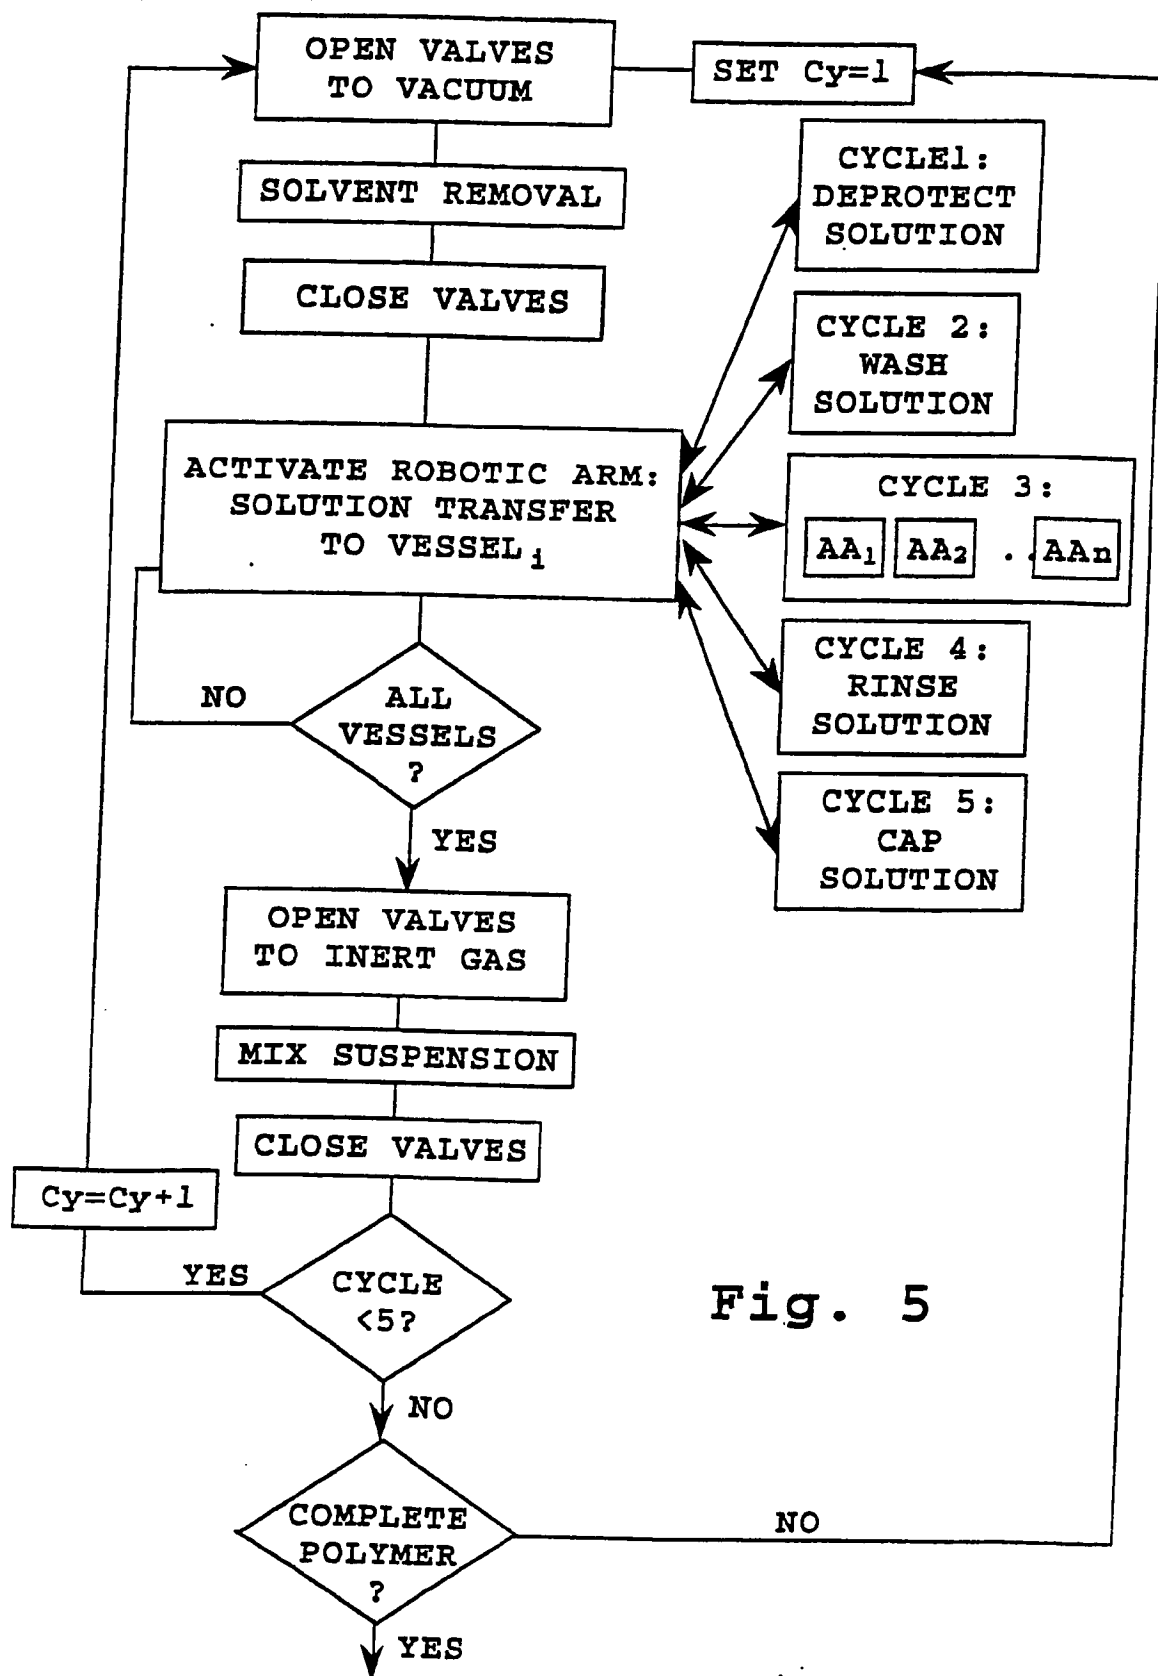 OPEN VALVES
TO VACUUM
SET Cy=1
SOLVENT REMOVAL
CLOSE VALVES
CYCLE1:
DEPROTECT
SOLUTION
CYCLE 2:
WASH
SOLUTION
ACTIVATE ROBOTIC ARM:
SOLUTION TRANSFER
TO VESSELi
CYCLE 3:
AA1 AA2 .. AAn
CYCLE 4:
RINSE
SOLUTION
NO
ALL
VESSELS
?
YES
CYCLE 5:
CAP
SOLUTION
OPEN VALVES
TO INERT GAS
MIX SUSPENSION
CLOSE VALVES
Cy=Cy+1
YES
CYCLE
<5?
Fig. 5
NO
COMPLETE
POLYMER
?
NO
YES